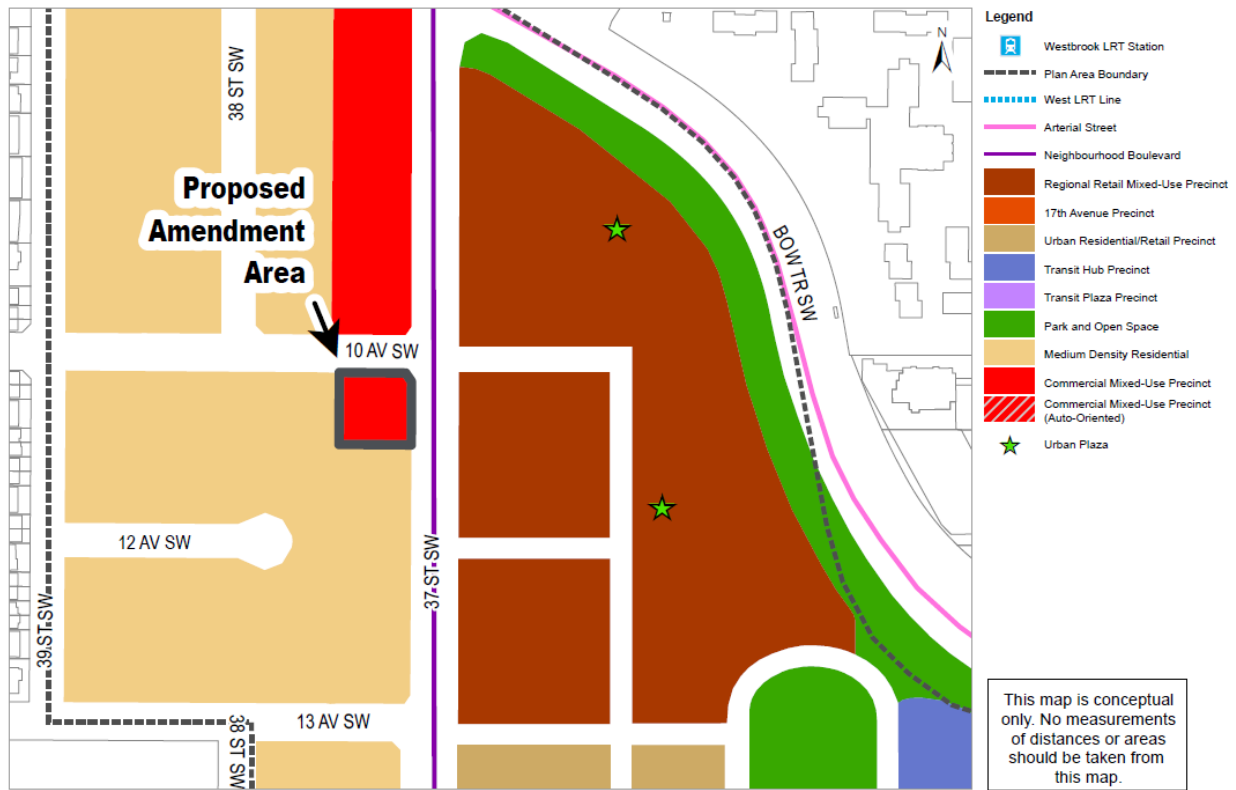 38 ST SW
Proposed
Amendment
Area
10 AV SW
BOW TR SW
12 AV SW
37 ST SW
39 ST SW
13 AV SW
38 ST SW
N
Legend
Westbrook LRT Station
Plan Area Boundary
West LRT Line
Arterial Street
Neighbourhood Boulevard
Regional Retail Mixed-Use Precinct
17th Avenue Precinct
Urban Residential/Retail Precinct
Transit Hub Precinct
Transit Plaza Precinct
Park and Open Space
Medium Density Residential
Commercial Mixed-Use Precinct
Commercial Mixed-Use Precinct
(Auto-Oriented)
Urban Plaza
This map is conceptual
only. No measurements
of distances or areas
should be taken from
this map.